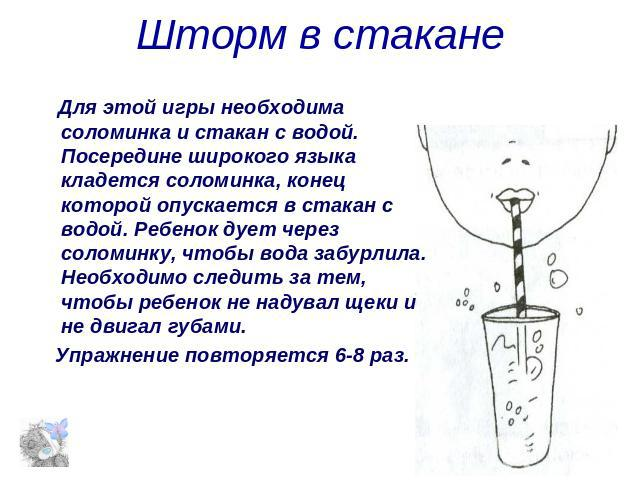 Шторм в стакане
Для этой игры необходима
соломинка и стакан с водой.
Посередине широкого языка
кладется соломинка, конец
которой опускается в стакан с
водой. Ребенок дует через
соломинку, чтобы вода забурлила.
Необходимо следить за тем,
чтобы ребенок не надувал щеки и
не двигал губами.
Упражнение повторяется 6-8 раз.